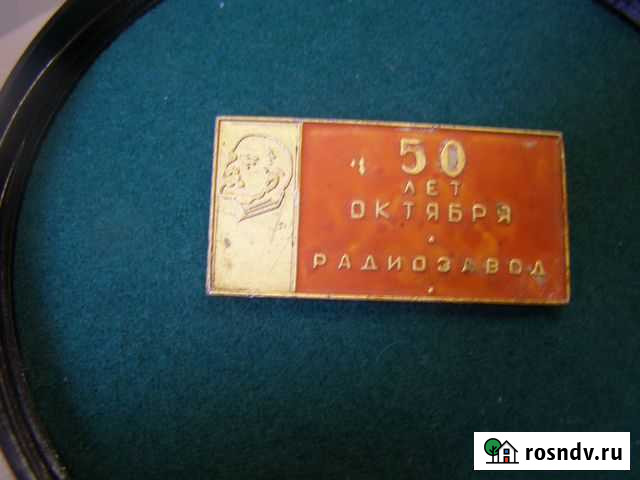 50
ЛЕТ
ОКТЯБРЯ
РАДИОЗАВОД
rosndv.ru